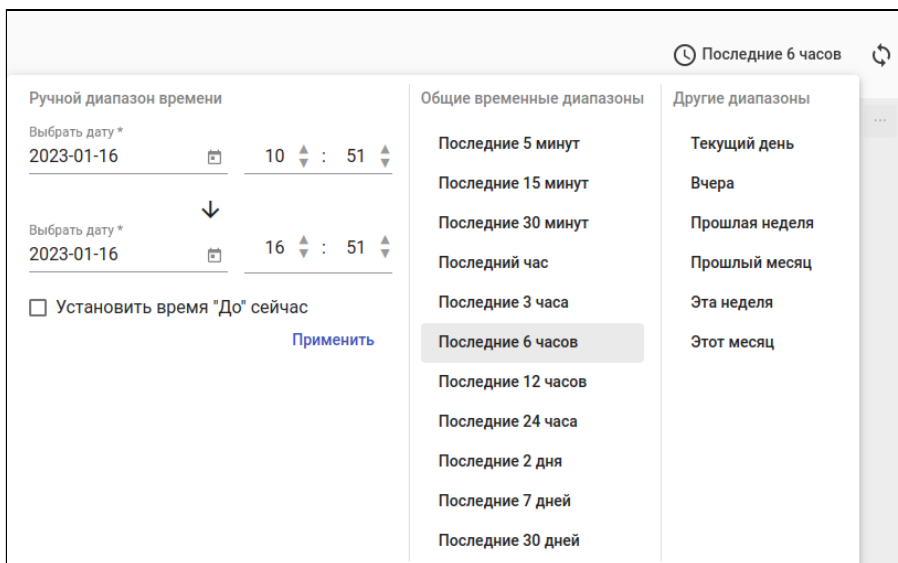 Последние 6 часов
Ручной диапазон времени
Выбрать дату *
2023-01-16 10 : 51
Выбрать дату *
2023-01-16 16 : 51
Установить время "До" сейчас
Применить
Общие временные диапазоны
Последние 5 минут
Последние 15 минут
Последние 30 минут
Последний час
Последние 3 часа
Последние 6 часов
Последние 12 часов
Последние 24 часа
Последние 2 дня
Последние 7 дней
Последние 30 дней
Другие диапазоны
Текущий день
Вчера
Прошлая неделя
Прошлый месяц
Эта неделя
Этот месяц
...